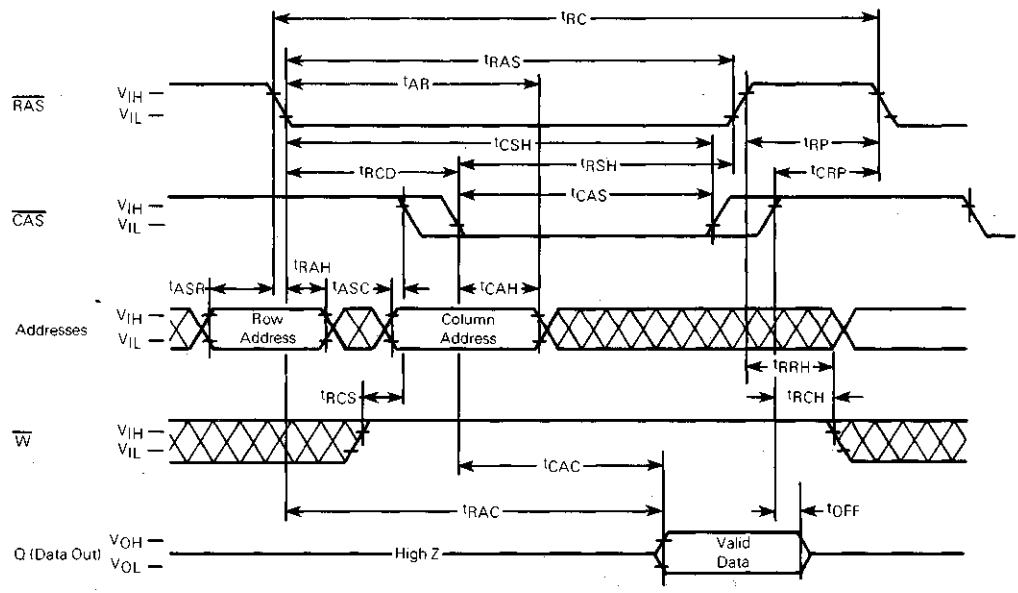 tRC
tRAS
tAR
RAS
VIH
VIL
tCSH
tRP
tRCD
tRSH
tCRP
tCAS
CAS
VIH
VIL
tRAH
tASR
tASC
tCAH
Addresses
VIH
VIL
Row
Address
Column
Address
tRRH
tRCS
tRCH
W
VIH
VIL
tCAC
tRAC
tOFF
Q (Data Out)
VOH
VOL
High Z
Valid
Data